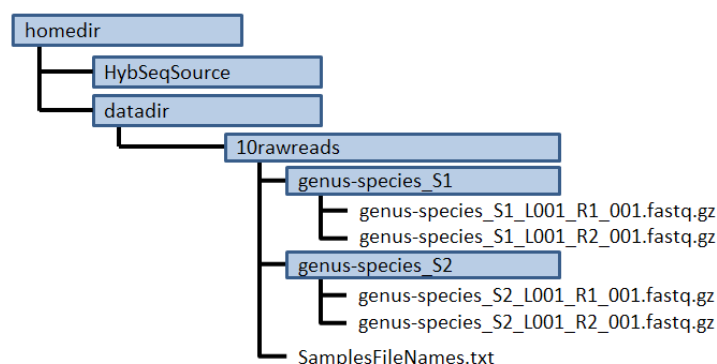 homedir
HybSeqSource
datadir
10rawreads
genus-species_S1
genus-species_S1_L001_R1_001.fastq.gz
genus-species_S1_L001_R2_001.fastq.gz
genus-species_S2
genus-species_S2_L001_R1_001.fastq.gz
genus-species_S2_L001_R2_001.fastq.gz
SamplesFileNames.txt